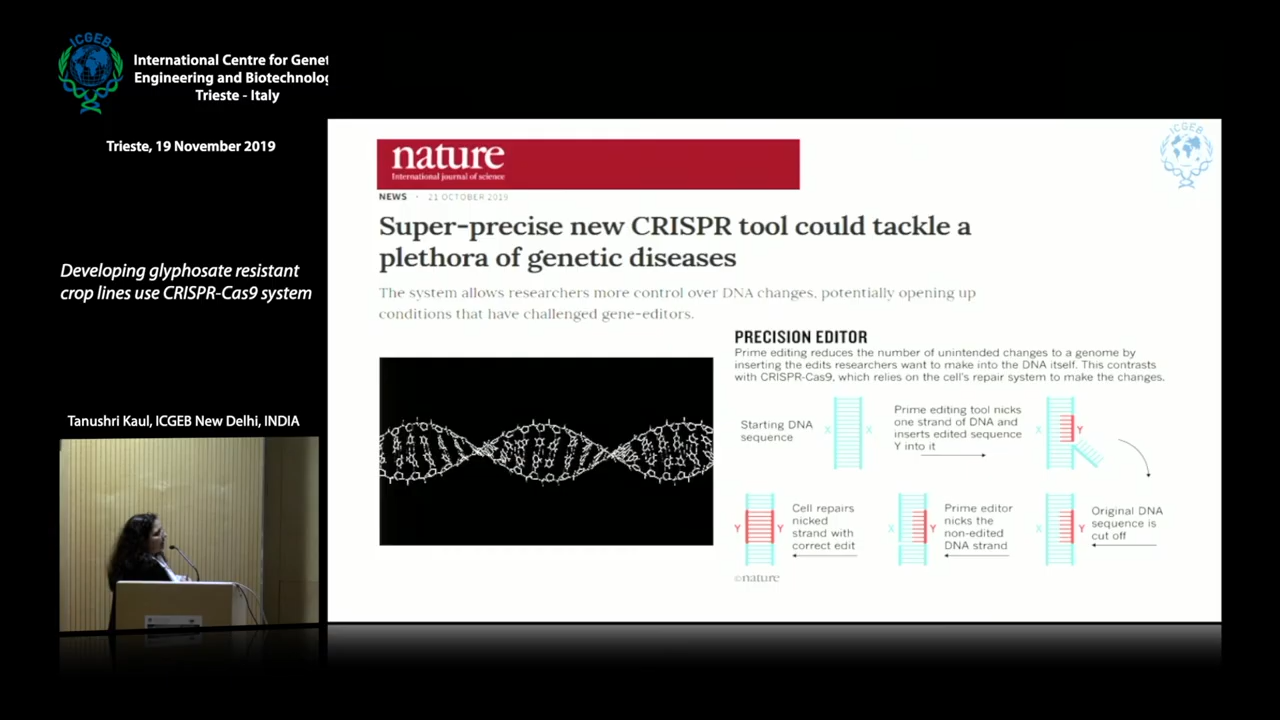 ICGEB
International Centre for Genet
Engineering and Biotechnolog
Trieste - Italy
Trieste, 19 November 2019
Developing glyphosate resistant
crop lines use CRISPR-Cas9 system
Tanushri Kaul, ICGEB New Delhi, INDIA
ICGEB
nature
International journal of science
NEWS · 21 OCTOBER 2019
Super-precise new CRISPR tool could tackle a
plethora of genetic diseases
The system allows researchers more control over DNA changes, potentially opening up
conditions that have challenged gene-editors.
PRECISION EDITOR
Prime editing reduces the number of unintended changes to a genome by
inserting the edits researchers want to make into the DNA itself. This contrasts
with CRISPR-Cas9, which relies on the cell's repair system to make the changes.
Starting DNA
sequence
X X
Prime editing tool nicks
one strand of DNA and
inserts edited sequence
Y into it
X Y
Y Y
Cell repairs
nicked
strand with
correct edit
X Y
Prime editor
nicks the
non-edited
DNA strand
X Y
Original DNA
sequence is
cut off
©nature